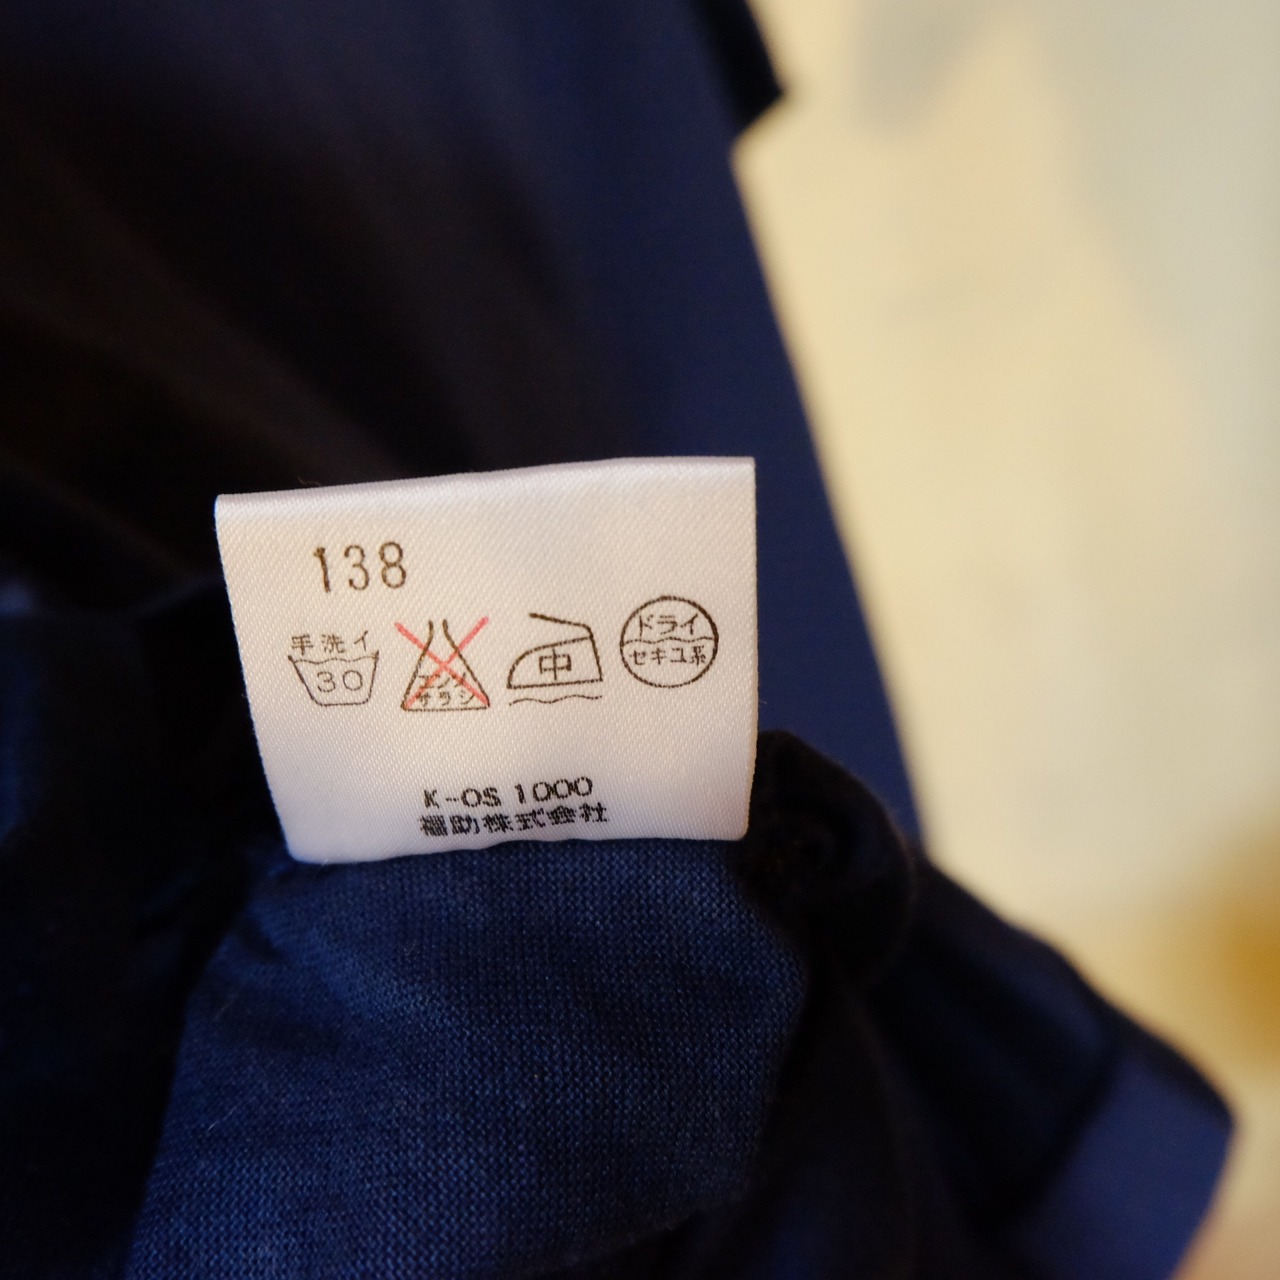 138
手洗イ
30
エンソ
サラシ
中
ドライ
セキユ系
K-OS 1000
福助株式会社